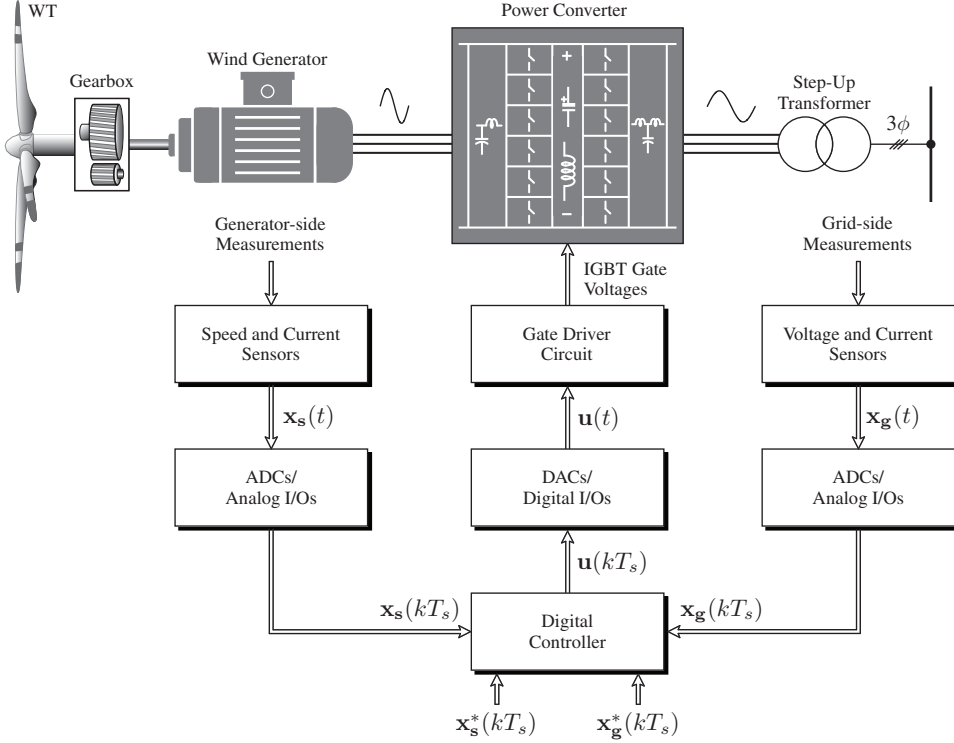 WT
Power Converter
Wind Generator
Gearbox
Step-Up
Transformer
3ϕ
+
+
−
Generator-side
Measurements
IGBT Gate
Voltages
Grid-side
Measurements
Speed and Current
Sensors
Gate Driver
Circuit
Voltage and Current
Sensors
x_s(t)
u(t)
x_g(t)
ADCs/
Analog I/Os
DACs/
Digital I/Os
ADCs/
Analog I/Os
u(kT_s)
x_s(kT_s)
x_g(kT_s)
Digital
Controller
x_s^*(kT_s)
x_g^*(kT_s)